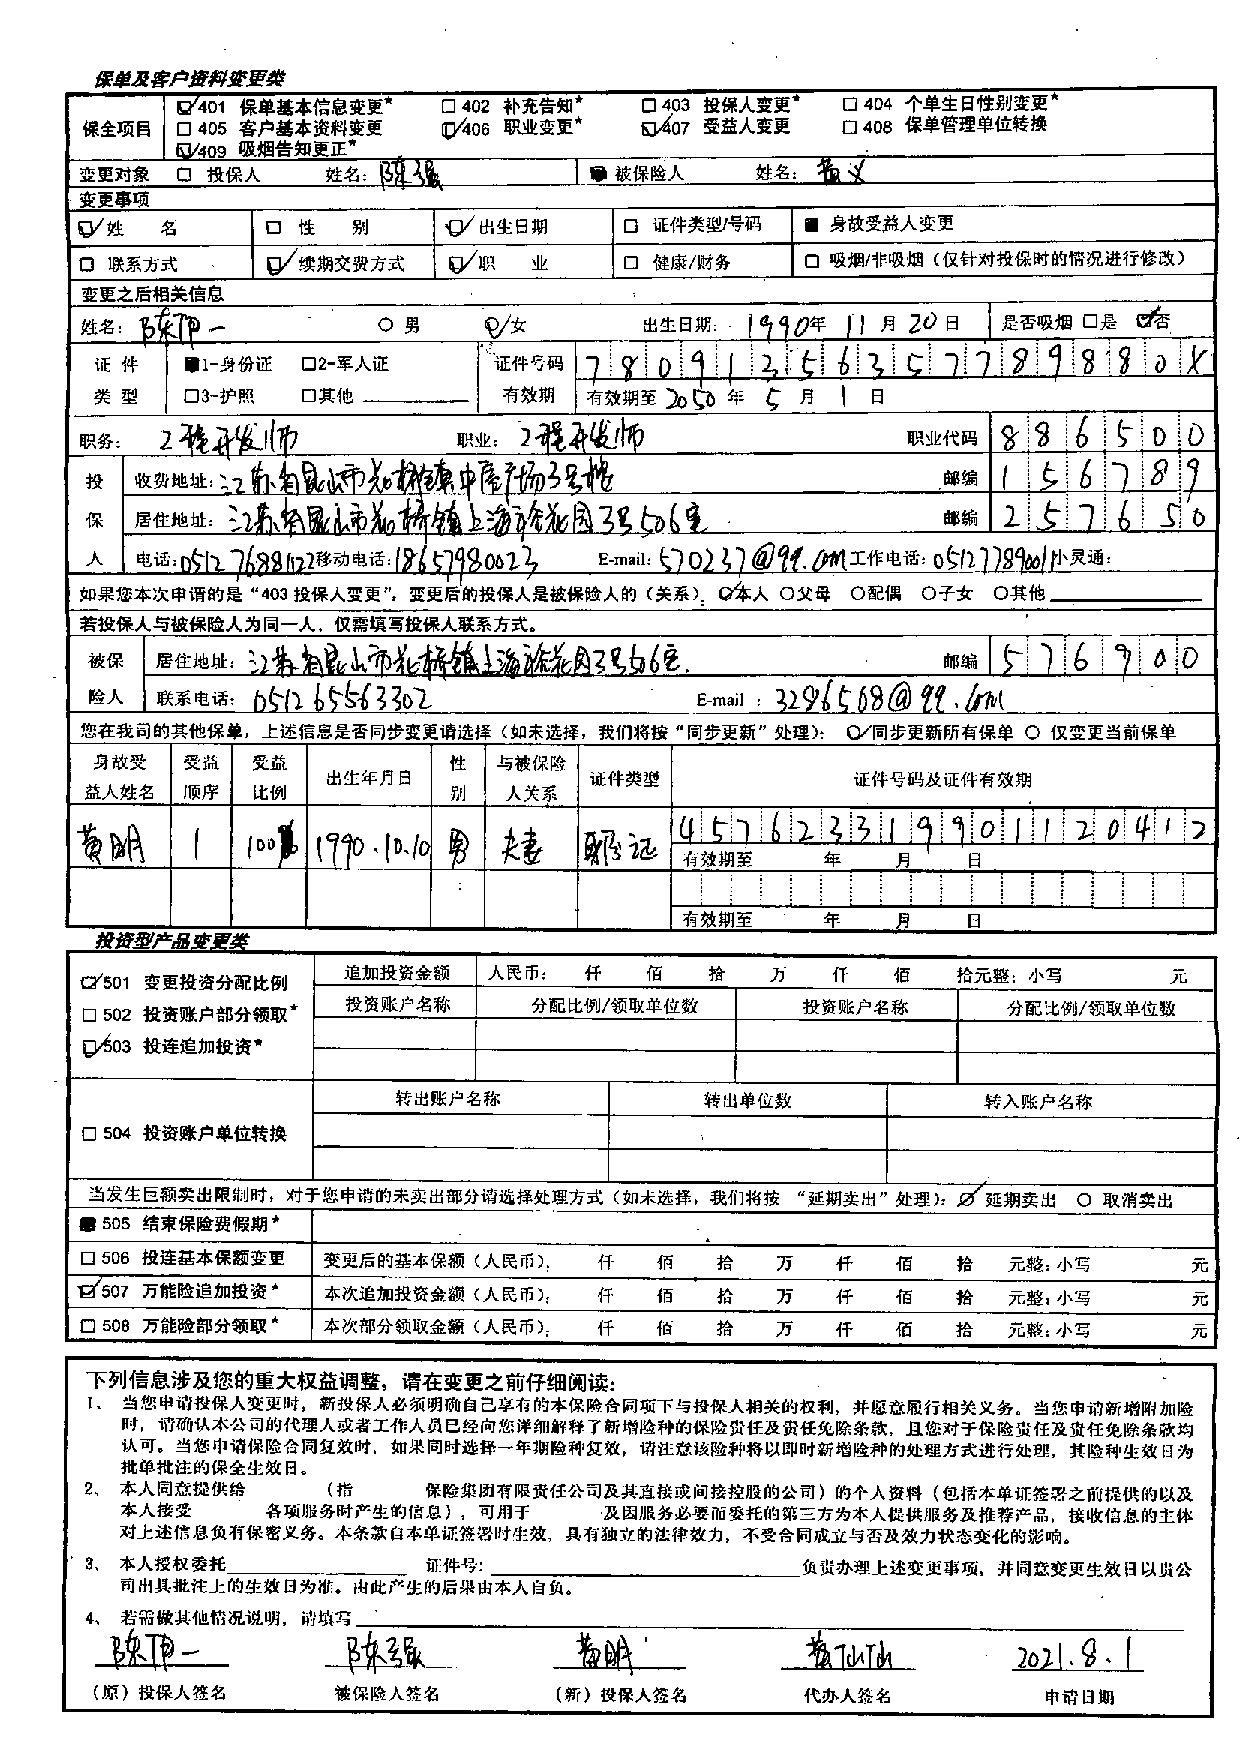 保单及客户资料变更类
保全项目 ☑401 保单基本信息变更* □402 补充告知* □403 投保人变更* □404 个单生日性别变更*
□405 客户基本资料变更 ☑406 职业变更* ☑407 受益人变更 □408 保单管理单位转换
☑409 吸烟告知更正*
变更对象 □ 投保人 姓名：陈强 ■ 被保险人 姓名：黄义
变更事项
☑姓 名 □ 性 别 ☑出生日期 □ 证件类型/号码 ■ 身故受益人变更
□ 联系方式 ☑续期交费方式 ☑职 业 □ 健康/财务 □ 吸烟/非吸烟（仅针对投保时的情况进行修改）
变更之后相关信息
姓名：陈一 ○男 ☑女 出生日期：1990年11月20日 是否吸烟 □是 ☑否
证件 ■1-身份证 □2-军人证 证件号码 78091256357789880X
类型 □3-护照 □其他 有效期 有效期至2050年5月1日
职务：工程开发师 职业：工程开发师 职业代码 886500
投 收费地址：江苏省昆山市花桥镇中广场3号楼 邮编 156789
保 居住地址：江苏省昆山市花桥镇上海花园3号506室 邮编 257650
人 电话：051276881122移动电话：18657980023 E-mail：570237@qq.com工作电话：051277890011小灵通：
如果您本次申请的是“403投保人变更”，变更后的投保人是被保险人的（关系）：☑本人 ○父母 ○配偶 ○子女 ○其他
若投保人与被保险人为同一人，仅需填写投保人联系方式。
被保 居住地址：江苏省昆山市花桥镇上海花园3号506室. 邮编 576900
险人 联系电话：051265563302 E-mail：3286568@qq.com
您在我司的其他保单，上述信息是否同步变更请选择（如未选择，我们将按“同步更新”处理）：☑同步更新所有保单 ○ 仅变更当前保单
身故受益人姓名 受益顺序 受益比例 出生年月日 性别 与被保险人关系 证件类型 证件号码及证件有效期
黄明 1 100% 1990.10.10 男 夫妻 证 457623319901120412
有效期至 年 月 日
有效期至 年 月 日
投资型产品变更类
☑501 变更投资分配比例 追加投资金额 人民币： 仟 佰 拾 万 仟 佰 拾元整：小写 元
□502 投资账户部分领取* 投资账户名称 分配比例/领取单位数 投资账户名称 分配比例/领取单位数
☑503 投连追加投资*
转出账户名称 转出单位数 转入账户名称
□504 投资账户单位转换
当发生巨额卖出限制时，对于您申请的未卖出部分请选择处理方式（如未选择，我们将按 “延期卖出” 处理）：☑ 延期卖出 ○ 取消卖出
■505 结束保险费假期*
□506 投连基本保额变更 变更后的基本保额（人民币）： 仟 佰 拾 万 仟 佰 拾 元整：小写 元
☑507 万能险追加投资* 本次追加投资金额（人民币）： 仟 佰 拾 万 仟 佰 拾 元整：小写 元
□508 万能险部分领取* 本次部分领取金额（人民币）： 仟 佰 拾 万 仟 佰 拾 元整：小写 元
下列信息涉及您的重大权益调整，请在变更之前仔细阅读：
1、 当您申请投保人变更时，新投保人必须明确自己享有的本保险合同项下与投保人相关的权利，并愿意履行相关义务。当您申请新增附加险
时，请确认本公司的代理人或者工作人员已经向您详细解释了新增险种的保险责任及责任免除条款，且您对于保险责任及责任免除条款均
认可。当您申请保险合同复效时，如果同时选择一年期险种复效，请注意该险种将以即时新增险种的处理方式进行处理，其险种生效日为
批单批注的保全生效日。
2、 本人同意提供给 （指 保险集团有限责任公司及其直接或间接控股的公司）的个人资料（包括本单证签署之前提供的以及
本人接受 各项服务时产生的信息），可用于 及因服务必要而委托的第三方为本人提供服务及推荐产品，接收信息的主体
对上述信息负有保密义务。本条款自本单证签署时生效，具有独立的法律效力，不受合同成立与否及效力状态变化的影响。
3、 本人授权委托 证件号： 负责办理上述变更事项，并同意变更生效日以贵公
司出具批注上的生效日为准。由此产生的后果由本人自负。
4、 若需做其他情况说明，请填写
陈一 陈强 黄明 黄仙仙 2021.8.1
（原）投保人签名 被保险人签名 （新）投保人签名 代办人签名 申请日期